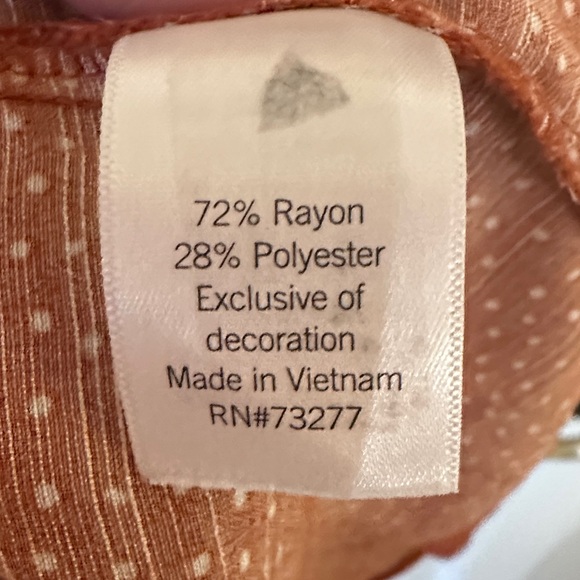 72% Rayon
28% Polyester
Exclusive of
decoration
Made in Vietnam
RN#73277